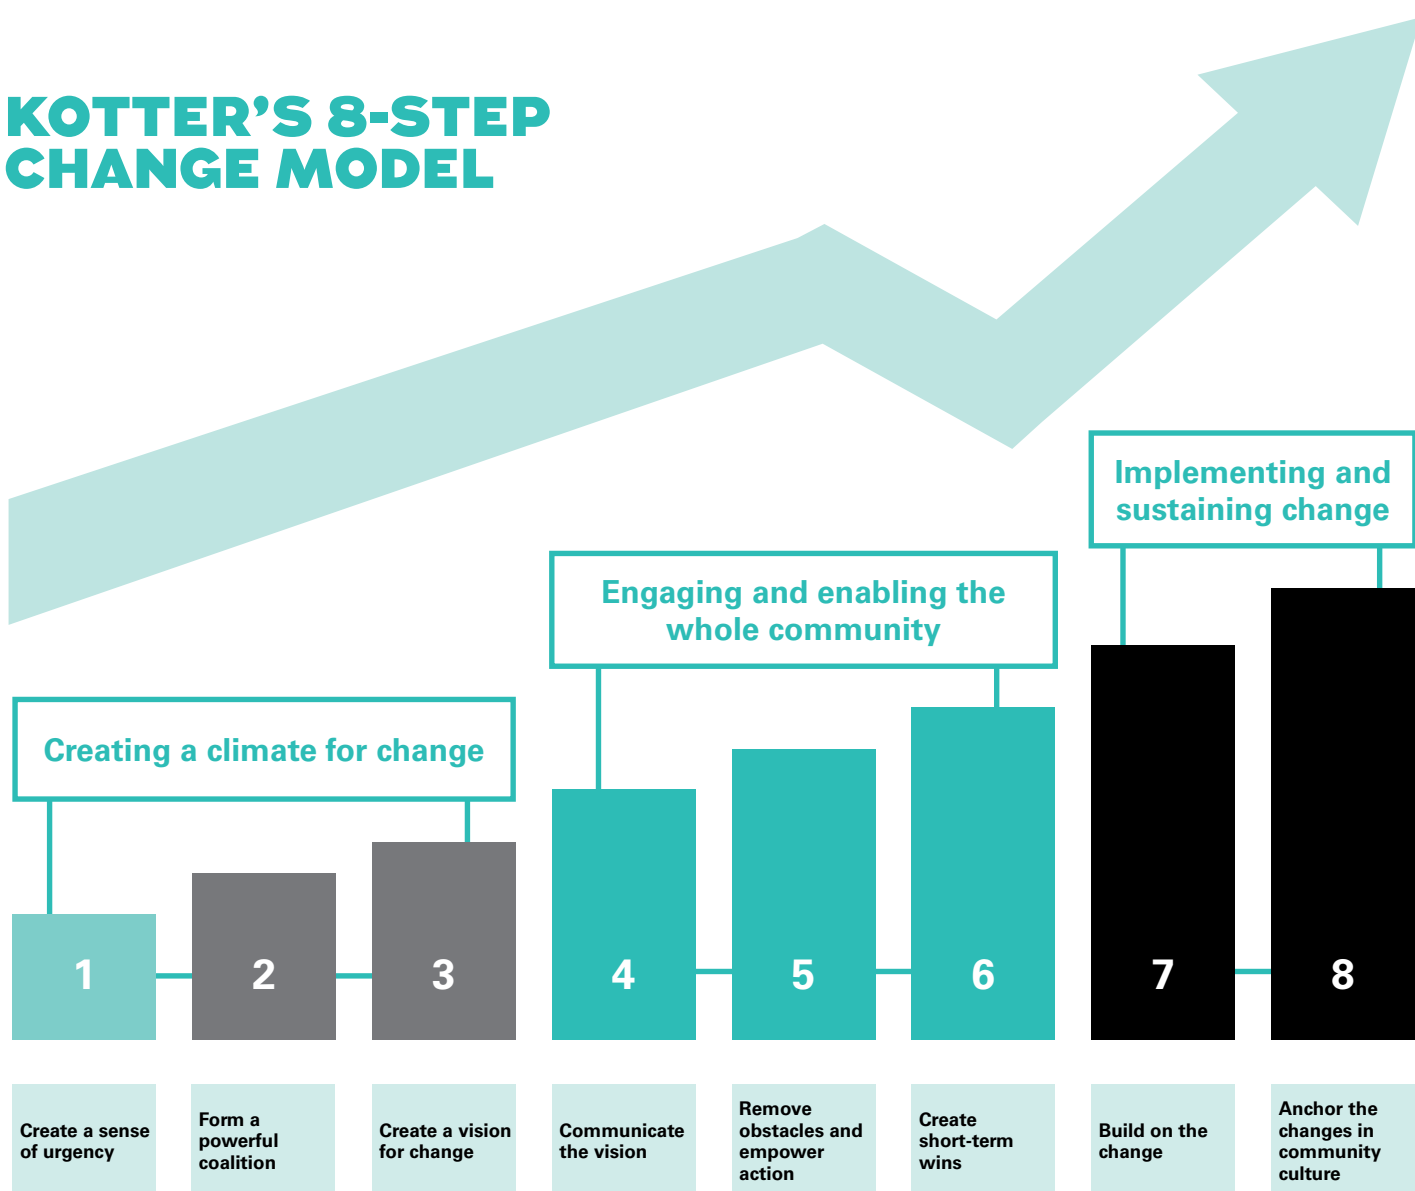 KOTTER’S 8-STEP
CHANGE MODEL
Implementing and
sustaining change
Engaging and enabling the
whole community
Creating a climate for change
1
2
3
4
5
6
7
8
Create a sense
of urgency
Form a
powerful
coalition
Create a vision
for change
Communicate
the vision
Remove
obstacles and
empower
action
Create
short-term
wins
Build on the
change
Anchor the
changes in
community
culture